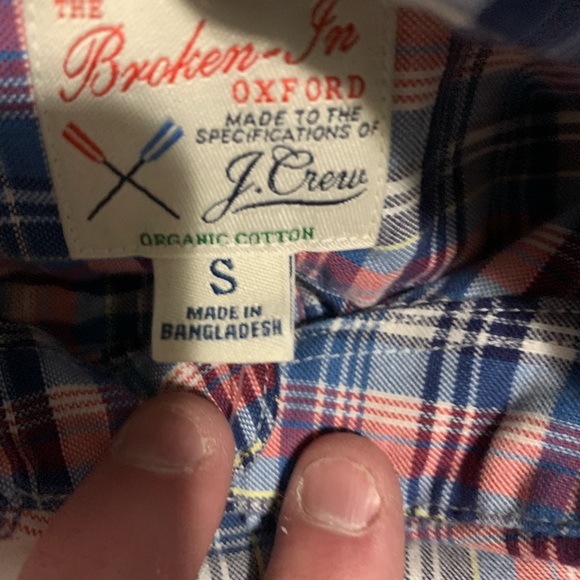 THE
Broken-In
OXFORD
MADE TO THE
SPECIFICATIONS OF
J.Crew
ORGANIC COTTON
S
MADE IN
BANGLADESH